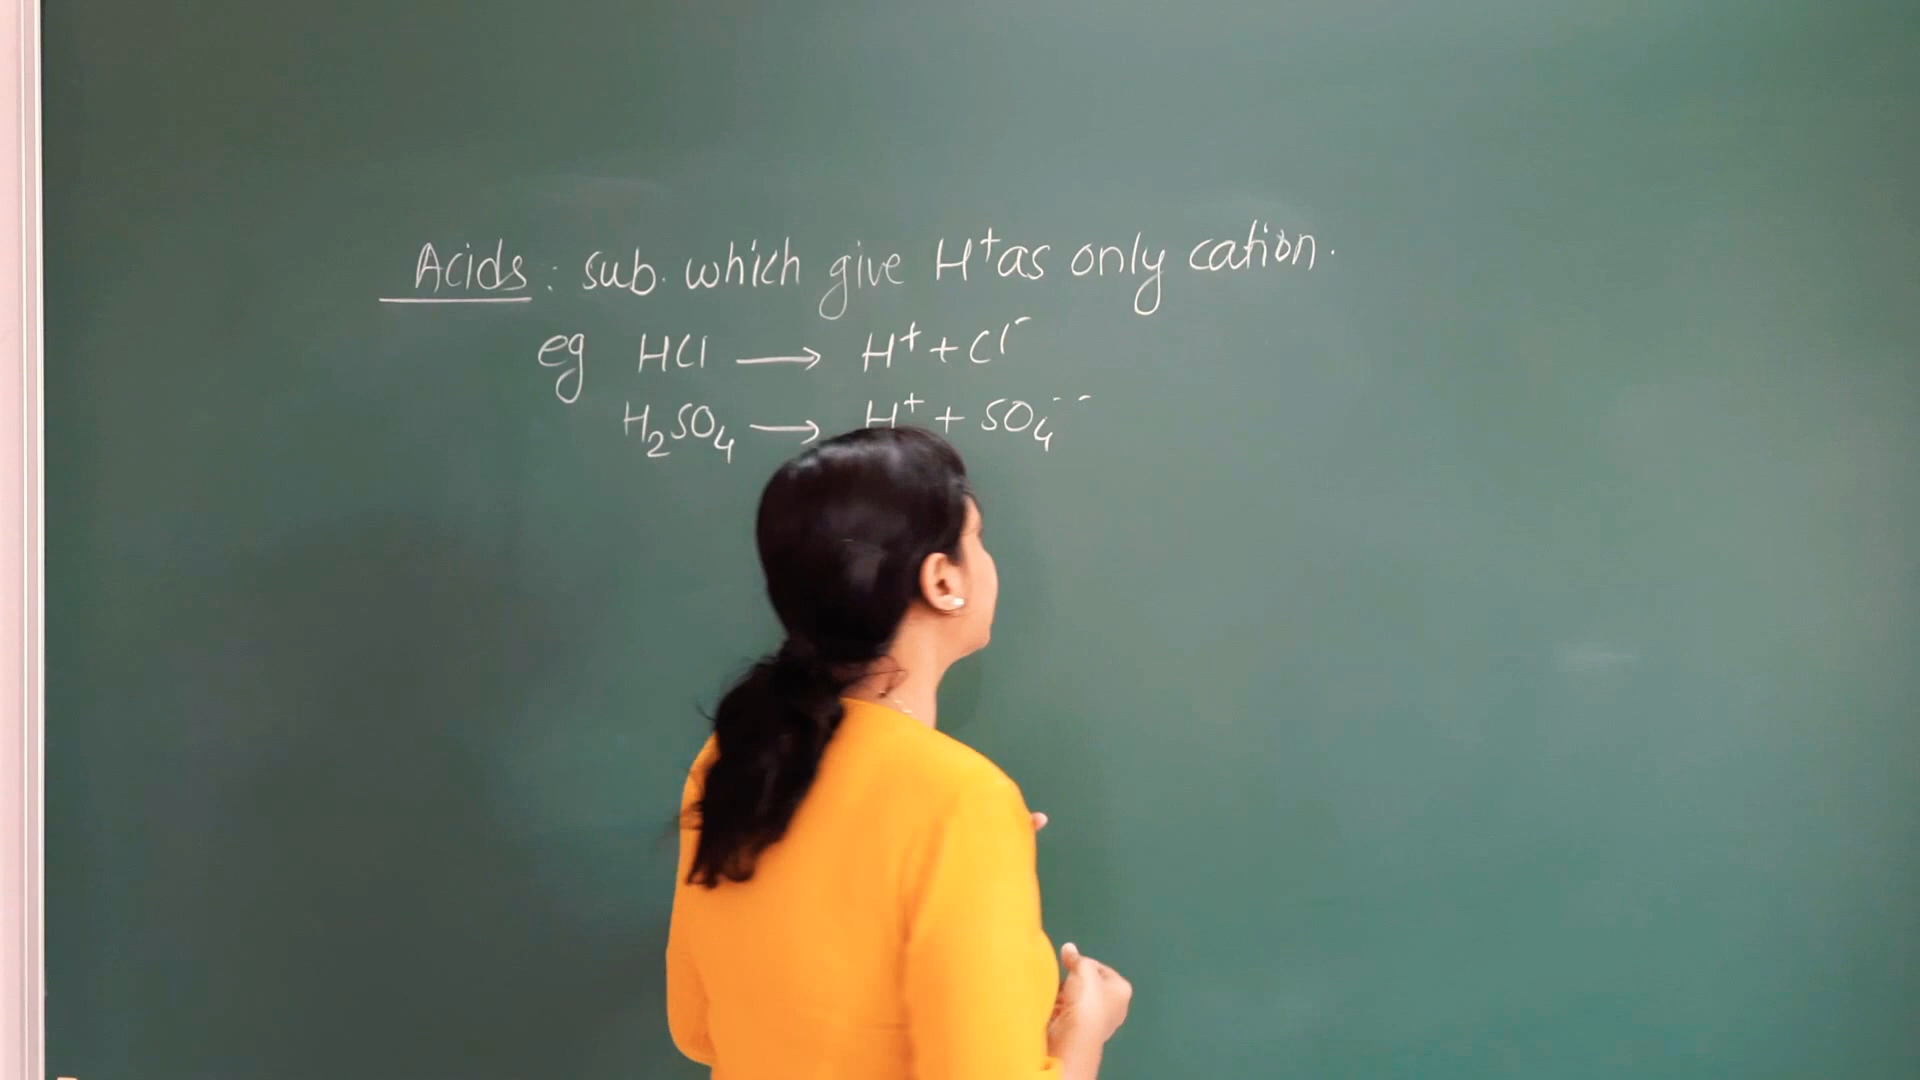 Acids : sub. which give H⁺ as only cation.
eg HCl ⟶ H⁺ + Cl⁻
H₂SO₄ ⟶ H⁺ + SO₄⁻⁻